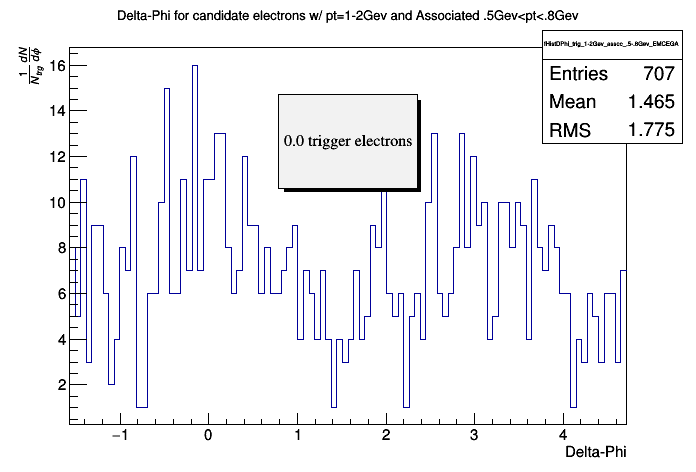 Delta-Phi for candidate electrons w/ pt=1-2Gev and Associated .5Gev<pt<.8Gev
fHistDPhi_trig_1-2Gev_assoc_.5-.8Gev_EMCEGA
Entries 707
Mean 1.465
RMS 1.775
1/N_trg dN/dϕ
0.0 trigger electrons
16
14
12
10
8
6
4
2
−1 0 1 2 3 4
Delta-Phi